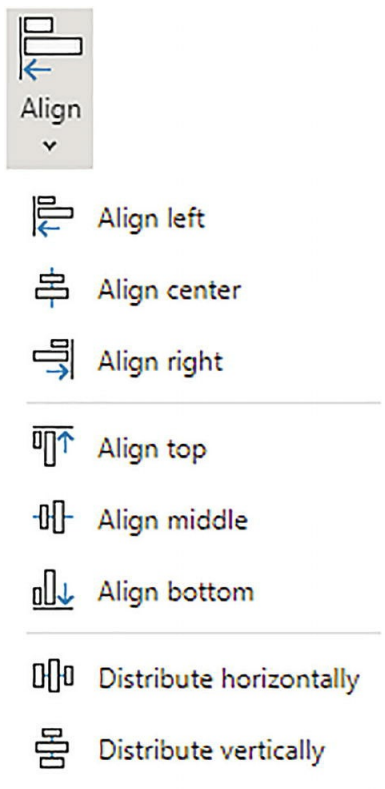 Align
Align left
Align center
Align right
Align top
Align middle
Align bottom
Distribute horizontally
Distribute vertically